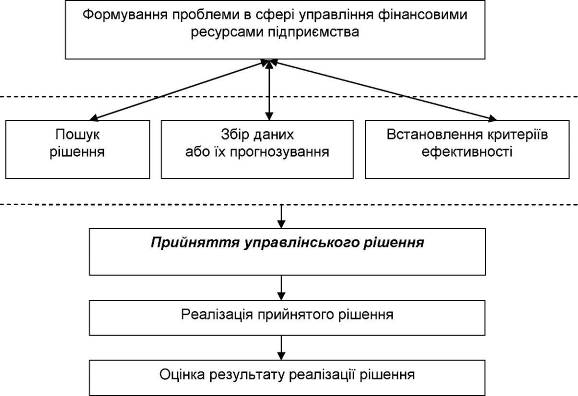 Формування проблеми в сфері управління фінансовими
ресурсами підприємства
Пошук
рішення
Збір даних
або їх прогнозування
Встановлення критеріїв
ефективності
Прийняття управлінського рішення
Реалізація прийнятого рішення
Оцінка результату реалізації рішення